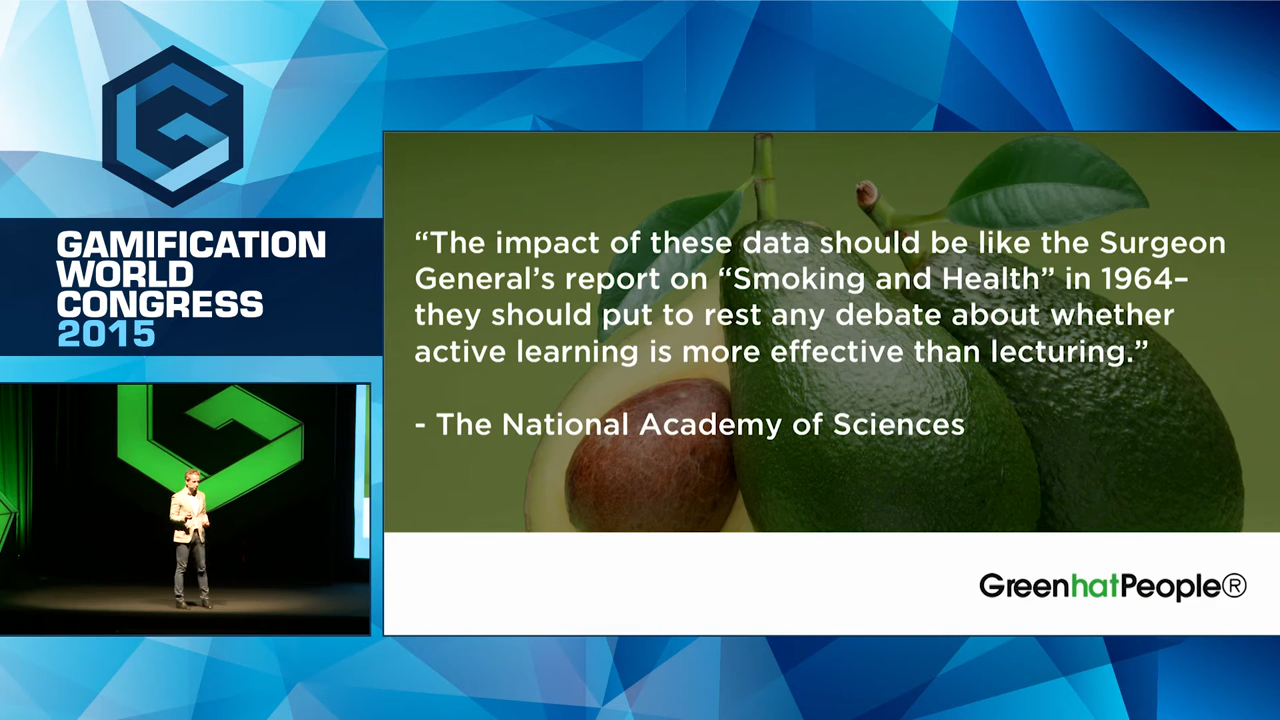 GAMIFICATION
WORLD
CONGRESS
2015
“The impact of these data should be like the Surgeon
General’s report on “Smoking and Health” in 1964–
they should put to rest any debate about whether
active learning is more effective than lecturing.”
- The National Academy of Sciences
GreenhatPeople®